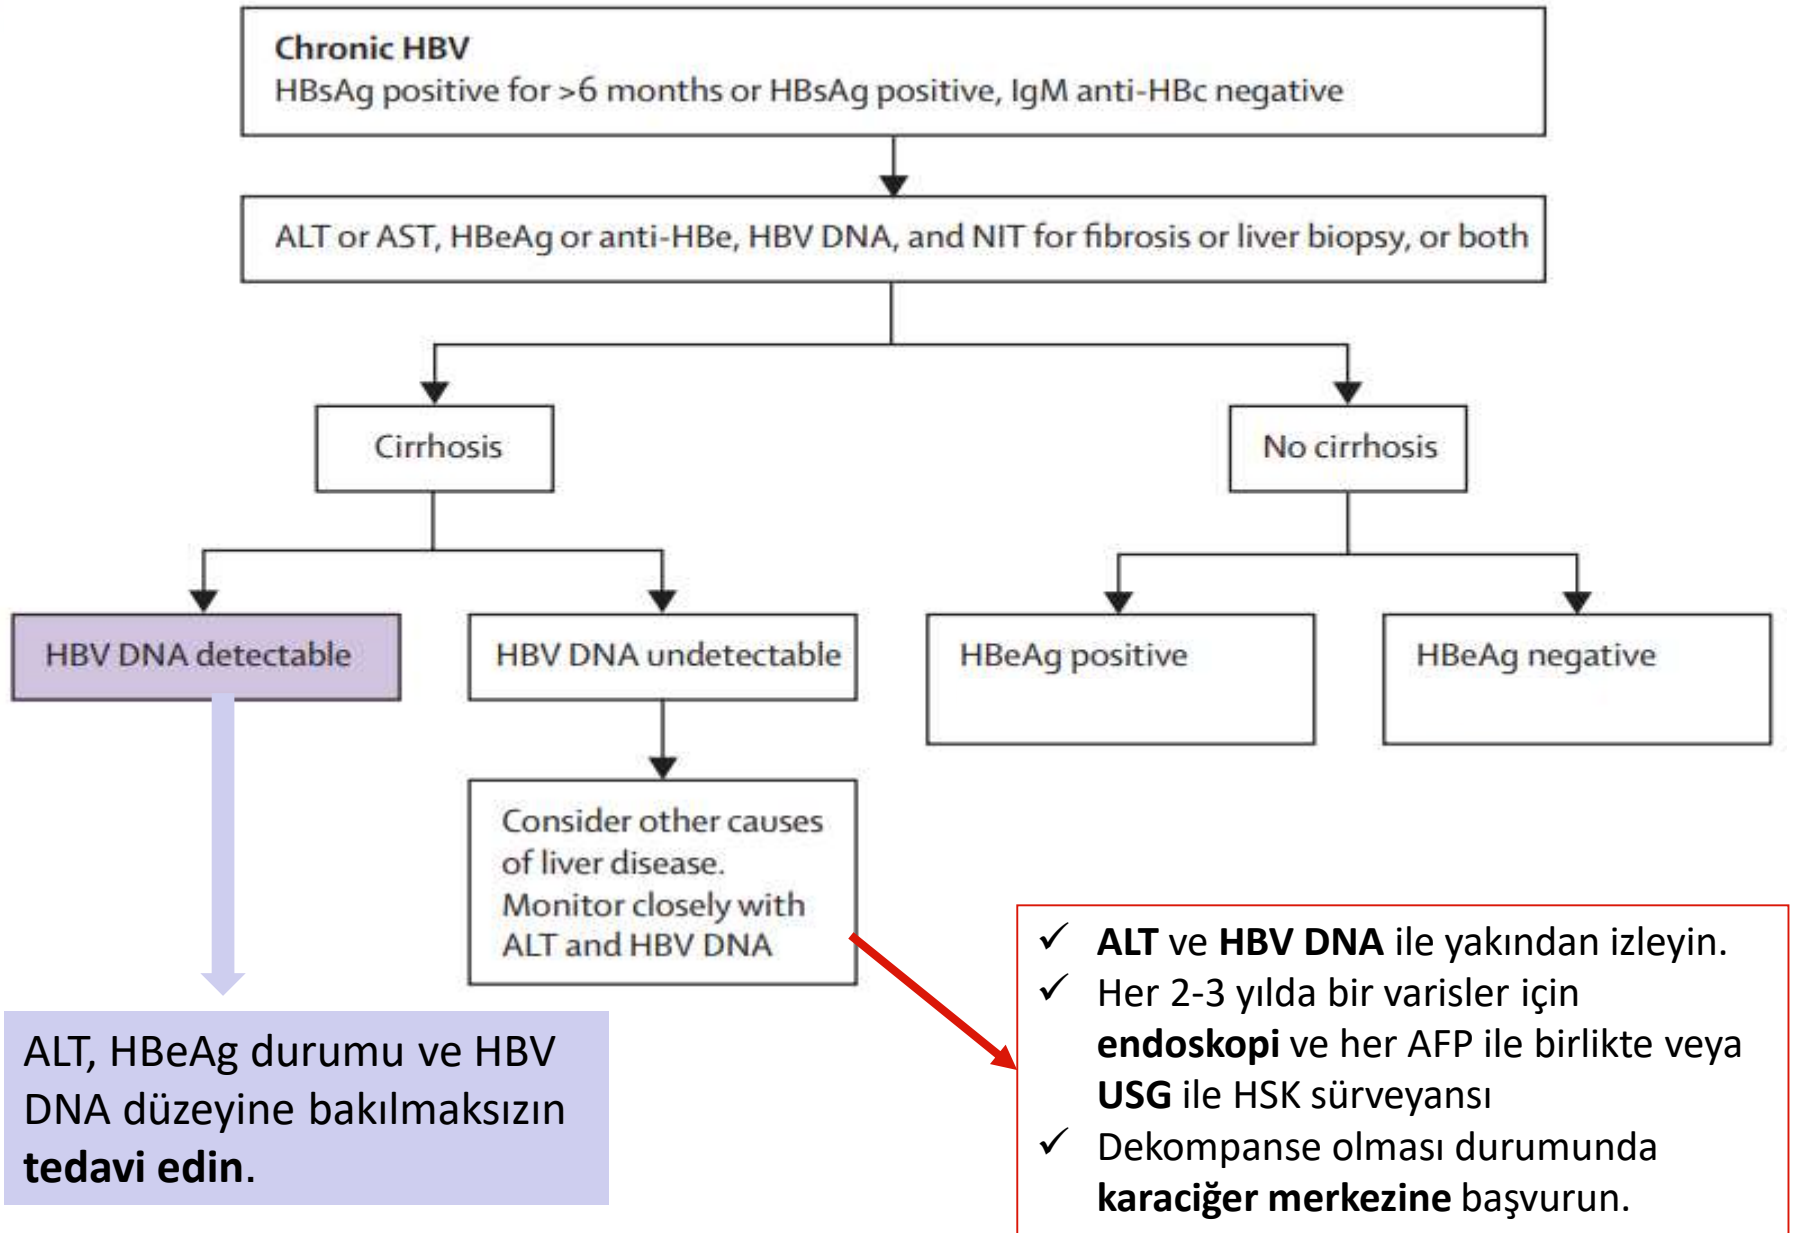 Chronic HBV
HBsAg positive for >6 months or HBsAg positive, IgM anti-HBc negative
ALT or AST, HBeAg or anti-HBe, HBV DNA, and NIT for fibrosis or liver biopsy, or both
Cirrhosis
No cirrhosis
HBV DNA detectable
HBV DNA undetectable
HBeAg positive
HBeAg negative
Consider other causes
of liver disease.
Monitor closely with
ALT and HBV DNA
ALT, HBeAg durumu ve HBV
DNA düzeyine bakılmaksızın
tedavi edin.
✓ ALT ve HBV DNA ile yakından izleyin.
✓ Her 2-3 yılda bir varisler için
endoskopi ve her AFP ile birlikte veya
USG ile HSK sürveyansı
✓ Dekompanse olması durumunda
karaciğer merkezine başvurun.